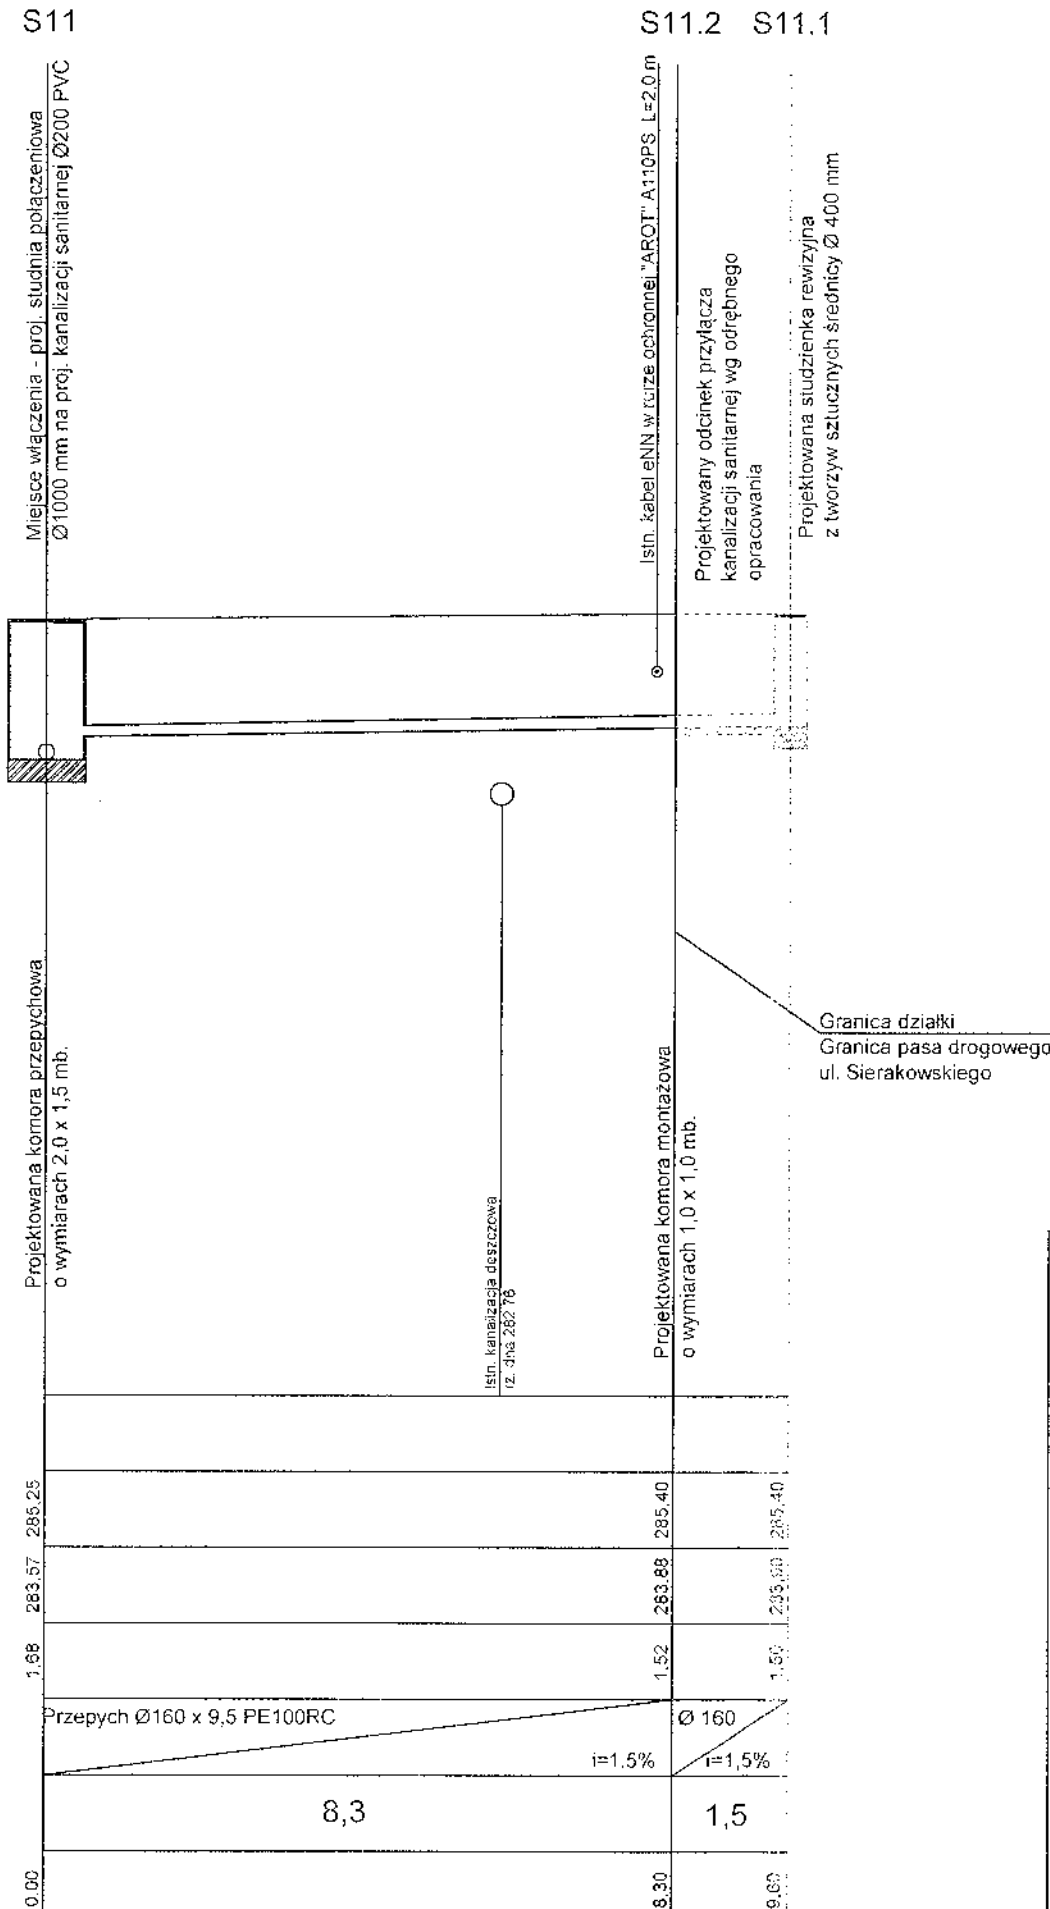 S11
S11.2
S11.1
Miejsce włączenia - proj. studnia połączeniowa
Ø1000 mm na proj. kanalizacji sanitarnej Ø200 PVC
Istn. kabel eNN w rurze ochronnej "AROT" A110PS L=2,0 m
Projektowany odcinek przyłącza
kanalizacji sanitarnej wg odrębnego
opracowania
Projektowana studzienka rewizyjna
z tworzyw sztucznych średnicy Ø 400 mm
Projektowana komora przepychowa
o wymiarach 2,0 x 1,5 mb.
Istn. kanalizacja deszczowa
rz. dna 282.76
Projektowana komora montażowa
o wymiarach 1,0 x 1,0 mb.
Granica działki
Granica pasa drogowego
ul. Sierakowskiego
285,25
285,40
285,40
283,57
283,88
1,68
1,52
1,50
Przepych Ø160 x 9,5 PE100RC
i=1,5%
Ø 160
i=1,5%
8,3
1,5
0,00
8,30